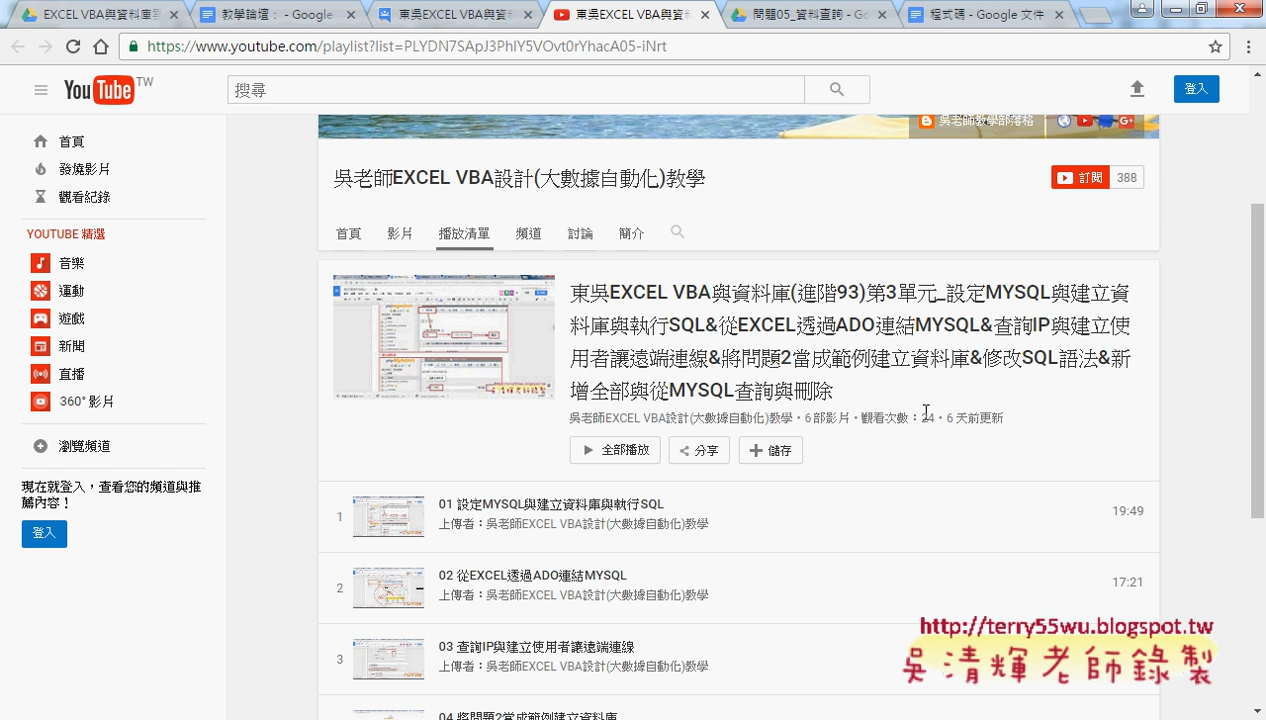 EXCEL VBA與資料庫
教學論壇： - Google
東吳EXCEL VBA與資
東吳EXCEL VBA與資
問題05_資料查詢 - Go
程式碼 - Google 文件
https://www.youtube.com/playlist?list=PLYDN7SApJ3PhlY5VOvt0rYhacA05-iNrt
YouTube TW
搜尋
登入
首頁
發燒影片
觀看紀錄
YOUTUBE 精選
音樂
運動
遊戲
新聞
直播
360° 影片
瀏覽頻道
現在就登入，查看您的頻道與推
薦內容！
登入
吳老師教學部落格
吳老師EXCEL VBA設計(大數據自動化)教學
訂閱 388
首頁 影片 播放清單 頻道 討論 簡介
東吳EXCEL VBA與資料庫(進階93)第3單元_設定MYSQL與建立資
料庫與執行SQL&從EXCEL透過ADO連結MYSQL&查詢IP與建立使
用者讓遠端連線&將問題2當成範例建立資料庫&修改SQL語法&新
增全部與從MYSQL查詢與刪除
吳老師EXCEL VBA設計(大數據自動化)教學・6 部影片・觀看次數：24・6 天前更新
全部播放 分享 儲存
1 01 設定MYSQL與建立資料庫與執行SQL 19:49
上傳者：吳老師EXCEL VBA設計(大數據自動化)教學
2 02 從EXCEL透過ADO連結MYSQL 17:21
上傳者：吳老師EXCEL VBA設計(大數據自動化)教學
3 03 查詢IP與建立使用者讓遠端連線
上傳者：吳老師EXCEL VBA設計(大數據自動化)教學
04 將問題2當成範例建立資料庫
http://terry55wu.blogspot.tw
吳清輝老師錄製